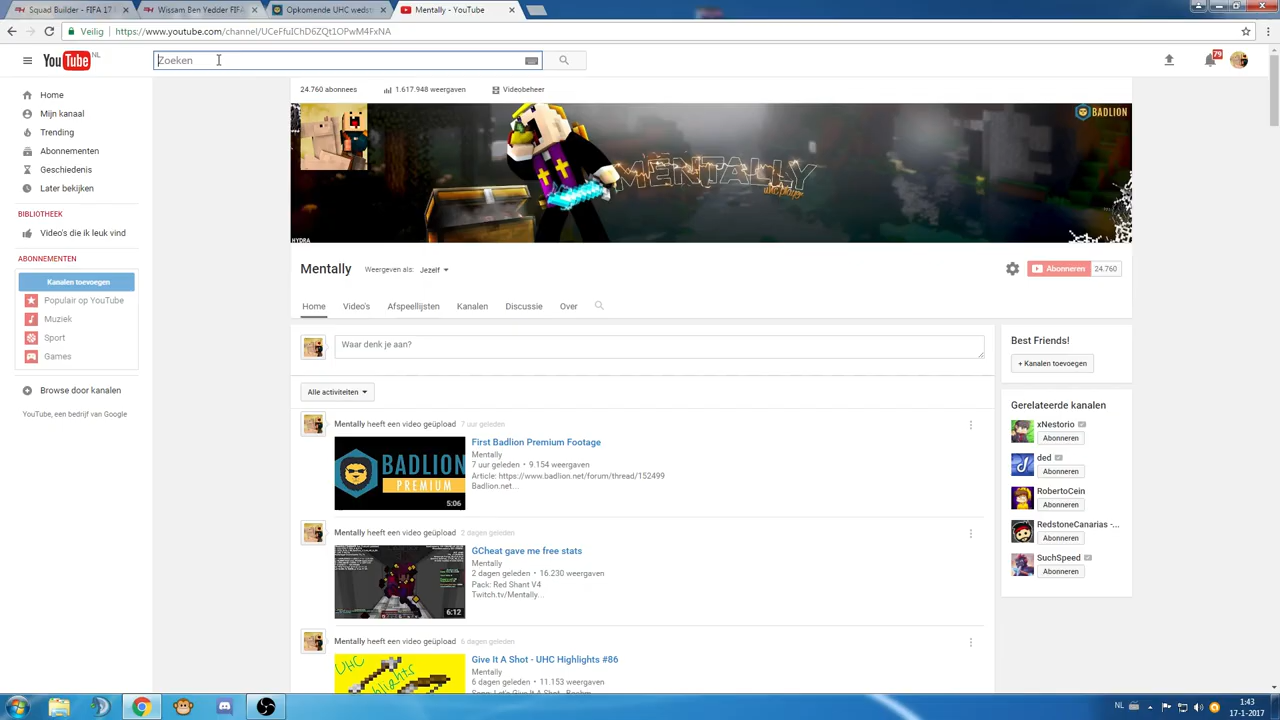 Squad Builder - FIFA 17
Wissam Ben Yedder FIFA
Opkomende UHC wedst
Mentally - YouTube
Veilig
https://www.youtube.com/channel/UCeFfuIChD6ZQt1OPwM4FxNA
YouTube NL
Zoeken
79
Home
Mijn kanaal
Trending
Abonnementen
Geschiedenis
Later bekijken
BIBLIOTHEEK
Video's die ik leuk vind
ABONNEMENTEN
Kanalen toevoegen
Populair op YouTube
Muziek
Sport
Games
Browse door kanalen
YouTube, een bedrijf van Google
24.760 abonnees
1.617.948 weergaven
Videobeheer
BADLION
MENTALLY
HYDRA
Mentally
Weergeven als: Jezelf
Abonneren 24.760
Home Video's Afspeellijsten Kanalen Discussie Over
Waar denk je aan?
Alle activiteiten
Mentally heeft een video geüpload 7 uur geleden
BADLION
PREMIUM
5:06
First Badlion Premium Footage
Mentally
7 uur geleden • 9.154 weergaven
Article: https://www.badlion.net/forum/thread/152499
Badlion.net...
Mentally heeft een video geüpload 2 dagen geleden
6:12
GCheat gave me free stats
Mentally
2 dagen geleden • 16.230 weergaven
Pack: Red Shant V4
Twitch.tv/Mentally...
Mentally heeft een video geüpload 6 dagen geleden
UHC
Give It A Shot - UHC Highlights #86
Mentally
6 dagen geleden • 11.153 weergaven
Best Friends!
+ Kanalen toevoegen
Gerelateerde kanalen
xNestorio
Abonneren
ded
Abonneren
RobertoCein
Abonneren
RedstoneCanarias -...
Abonneren
SuchSpeed
Abonneren
NL
1:43
17-1-2017